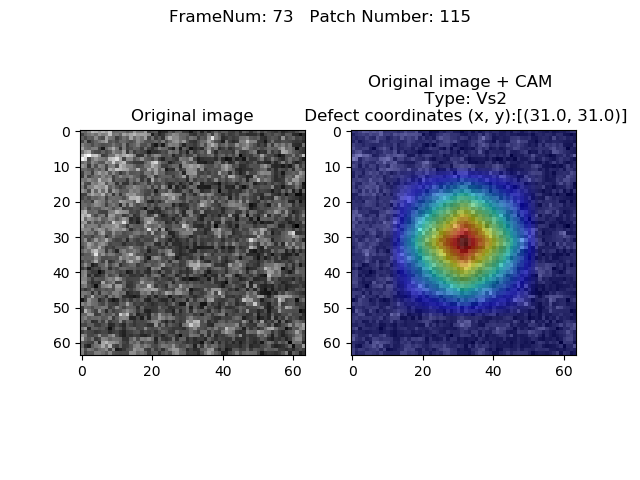 FrameNum: 73   Patch Number: 115
Original image
Original image + CAM
Type: Vs2
Defect coordinates (x, y):[(31.0, 31.0)]
0
10
20
30
40
50
60
0 20 40 60
0
10
20
30
40
50
60
0 20 40 60